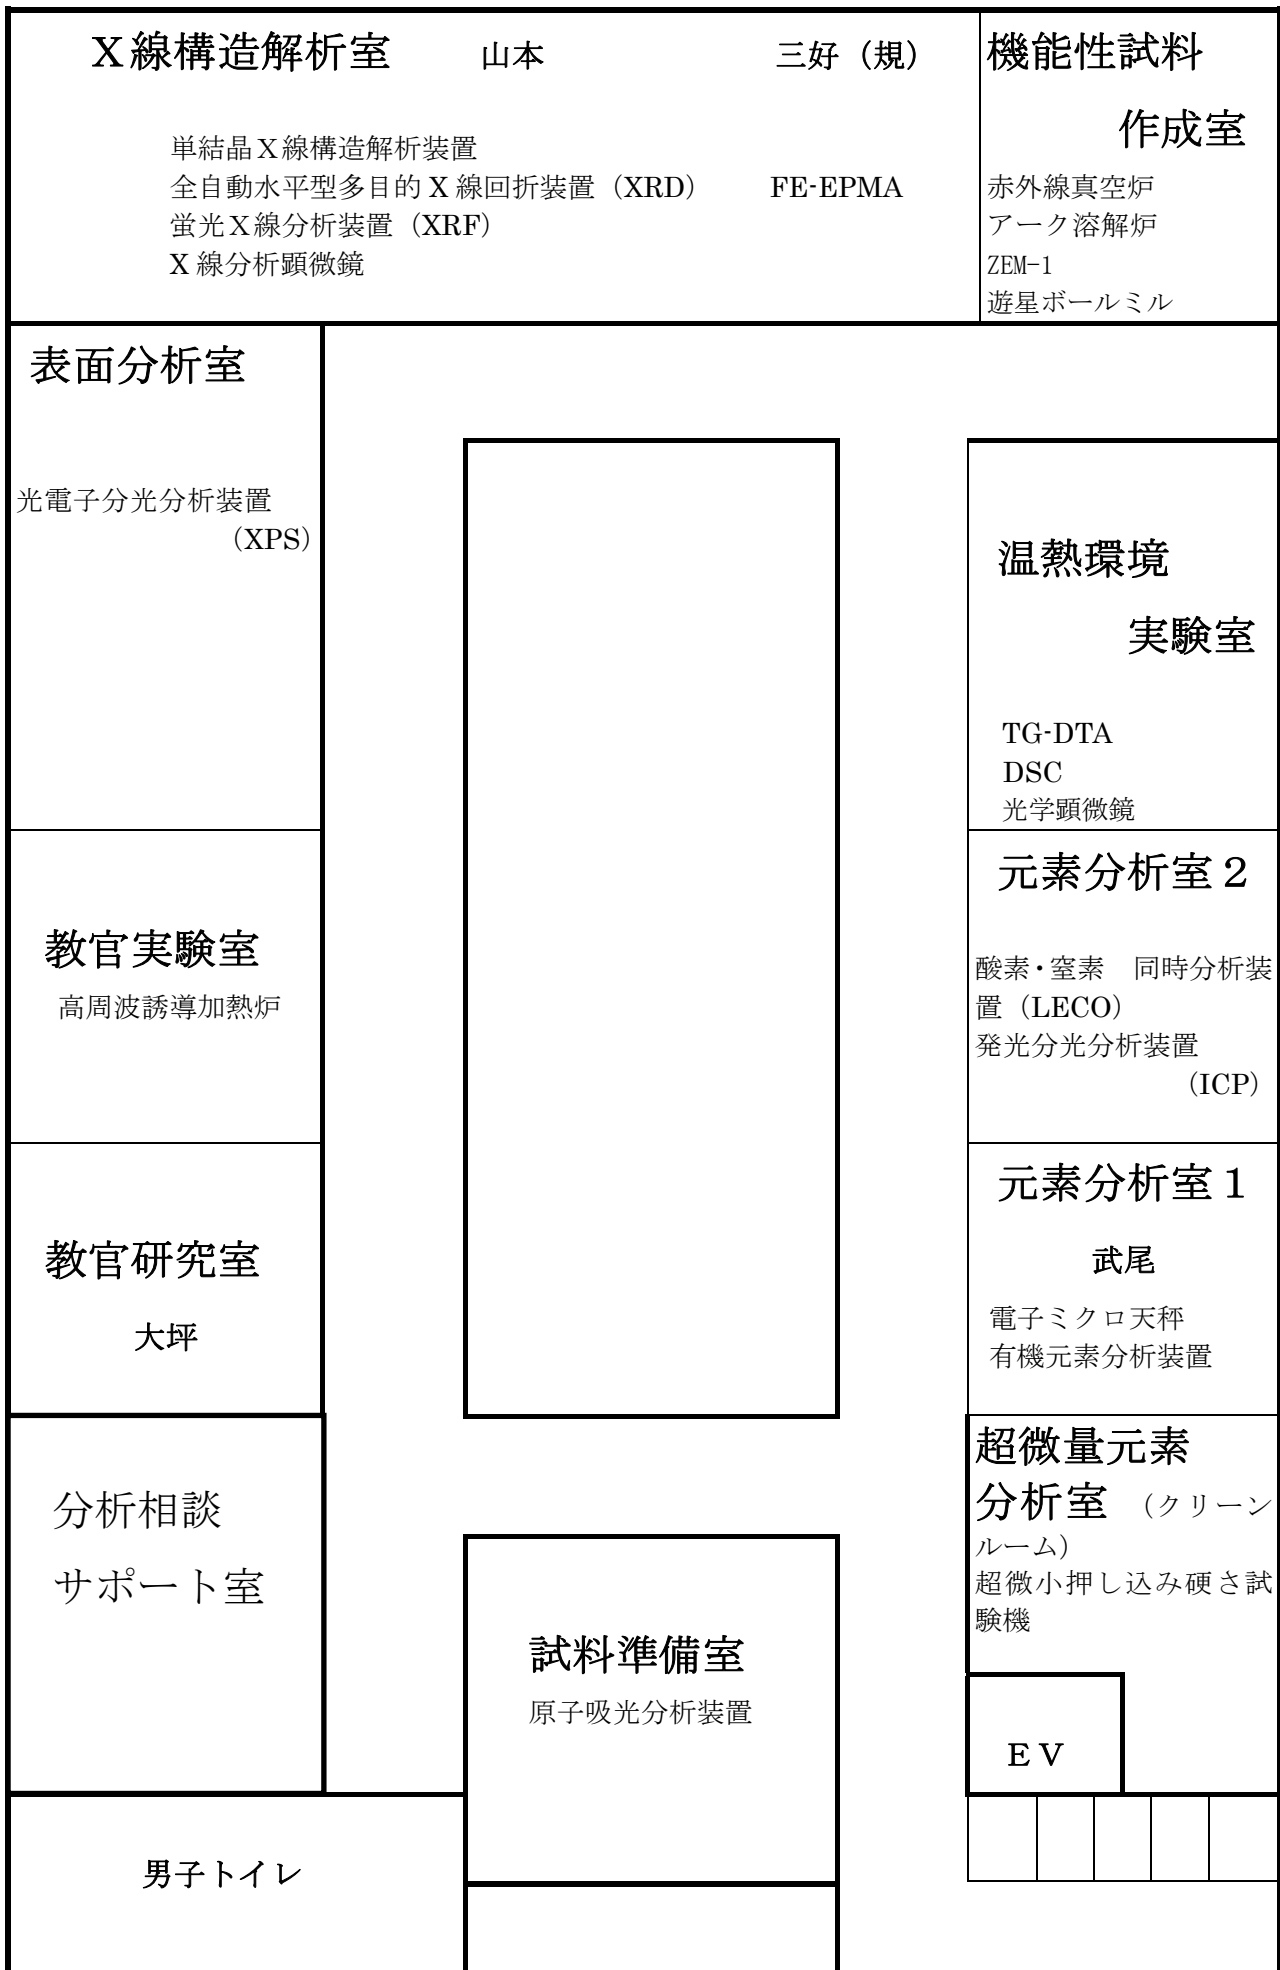 Ｘ線構造解析室　山本　三好（規）
単結晶Ｘ線構造解析装置
全自動水平型多目的 X 線回折装置（XRD）　FE-EPMA
蛍光Ｘ線分析装置（XRF）
X 線分析顕微鏡
機能性試料
作成室
赤外線真空炉
アーク溶解炉
ZEM-1
遊星ボールミル
表面分析室
光電子分光分析装置
（XPS）
温熱環境
実験室
TG-DTA
DSC
光学顕微鏡
教官実験室
高周波誘導加熱炉
元素分析室２
酸素・窒素　同時分析装
置（LECO）
発光分光分析装置
（ICP）
教官研究室
大坪
元素分析室１
武尾
電子ミクロ天秤
有機元素分析装置
分析相談
サポート室
試料準備室
原子吸光分析装置
超微量元素
分析室（クリーン
ルーム）
超微小押し込み硬さ試
験機
ＥＶ
男子トイレ